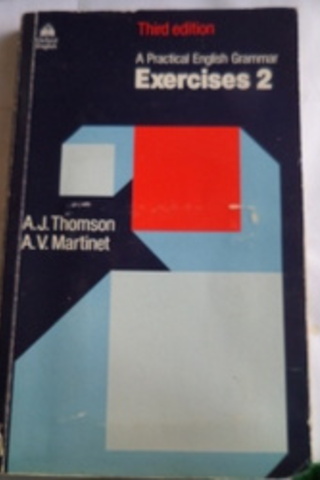 Third edition
A Practical English Grammar
Exercises 2
A.J. Thomson
A.V. Martinet